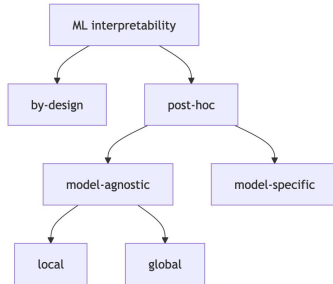 ML interpretability
by-design
post-hoc
model-agnostic
model-specific
local
global